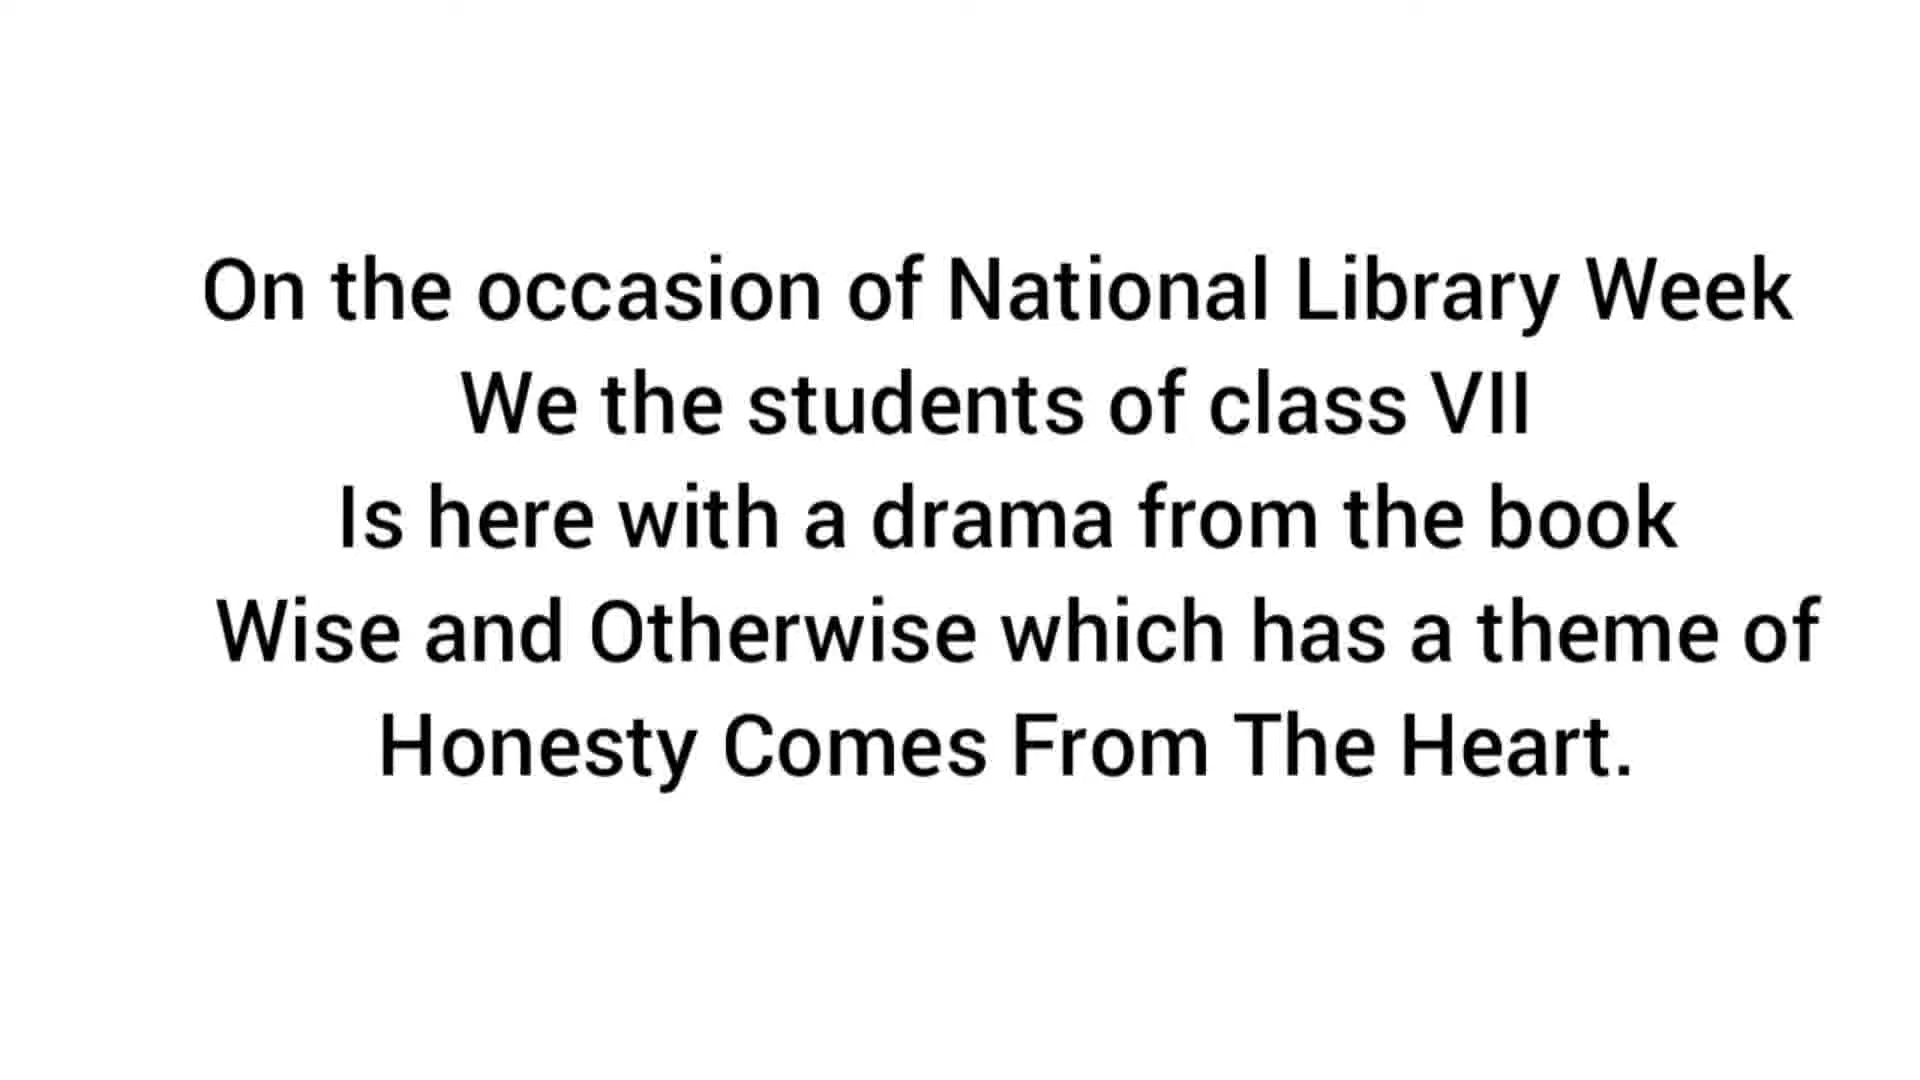 On the occasion of National Library Week
We the students of class VII
Is here with a drama from the book
Wise and Otherwise which has a theme of
Honesty Comes From The Heart.